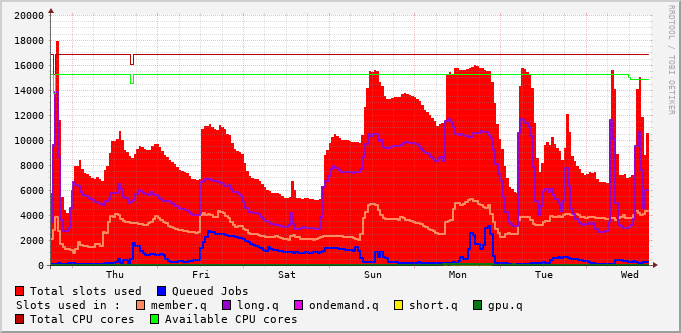 20000
18000
16000
14000
12000
10000
8000
6000
4000
2000
0
Thu Fri Sat Sun Mon Tue Wed
RRDTOOL / TOBI OETIKER
Total slots used Queued Jobs
Slots used in : member.q long.q ondemand.q short.q gpu.q
Total CPU cores Available CPU cores